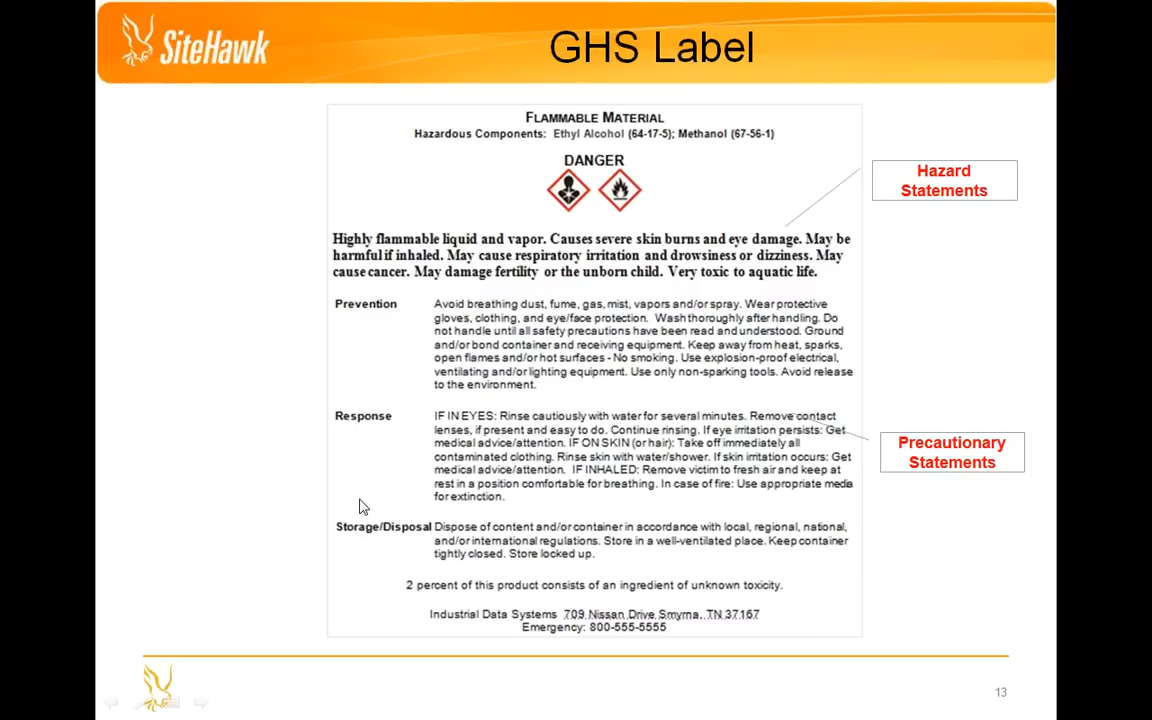 SiteHawk
GHS Label
FLAMMABLE MATERIAL
Hazardous Components: Ethyl Alcohol (64-17-5); Methanol (67-56-1)
DANGER
Hazard
Statements
Highly flammable liquid and vapor. Causes severe skin burns and eye damage. May be
harmful if inhaled. May cause respiratory irritation and drowsiness or dizziness. May
cause cancer. May damage fertility or the unborn child. Very toxic to aquatic life.
Prevention Avoid breathing dust, fume, gas, mist, vapors and/or spray. Wear protective
gloves, clothing, and eye/face protection. Wash thoroughly after handling. Do
not handle until all safety precautions have been read and understood. Ground
and/or bond container and receiving equipment. Keep away from heat, sparks,
open flames and/or hot surfaces - No smoking. Use explosion-proof electrical,
ventilating and/or lighting equipment. Use only non-sparking tools. Avoid release
to the environment.
Response IF IN EYES: Rinse cautiously with water for several minutes. Remove contact
lenses, if present and easy to do. Continue rinsing. If eye irritation persists: Get
medical advice/attention. IF ON SKIN (or hair): Take off immediately all
contaminated clothing. Rinse skin with water/shower. If skin irritation occurs: Get
medical advice/attention. IF INHALED: Remove victim to fresh air and keep at
rest in a position comfortable for breathing. In case of fire: Use appropriate media
for extinction.
Precautionary
Statements
Storage/Disposal Dispose of content and/or container in accordance with local, regional, national,
and/or international regulations. Store in a well-ventilated place. Keep container
tightly closed. Store locked up.
2 percent of this product consists of an ingredient of unknown toxicity.
Industrial Data Systems 709 Nissan Drive Smyrna, TN 37167
Emergency: 800-555-5555
13